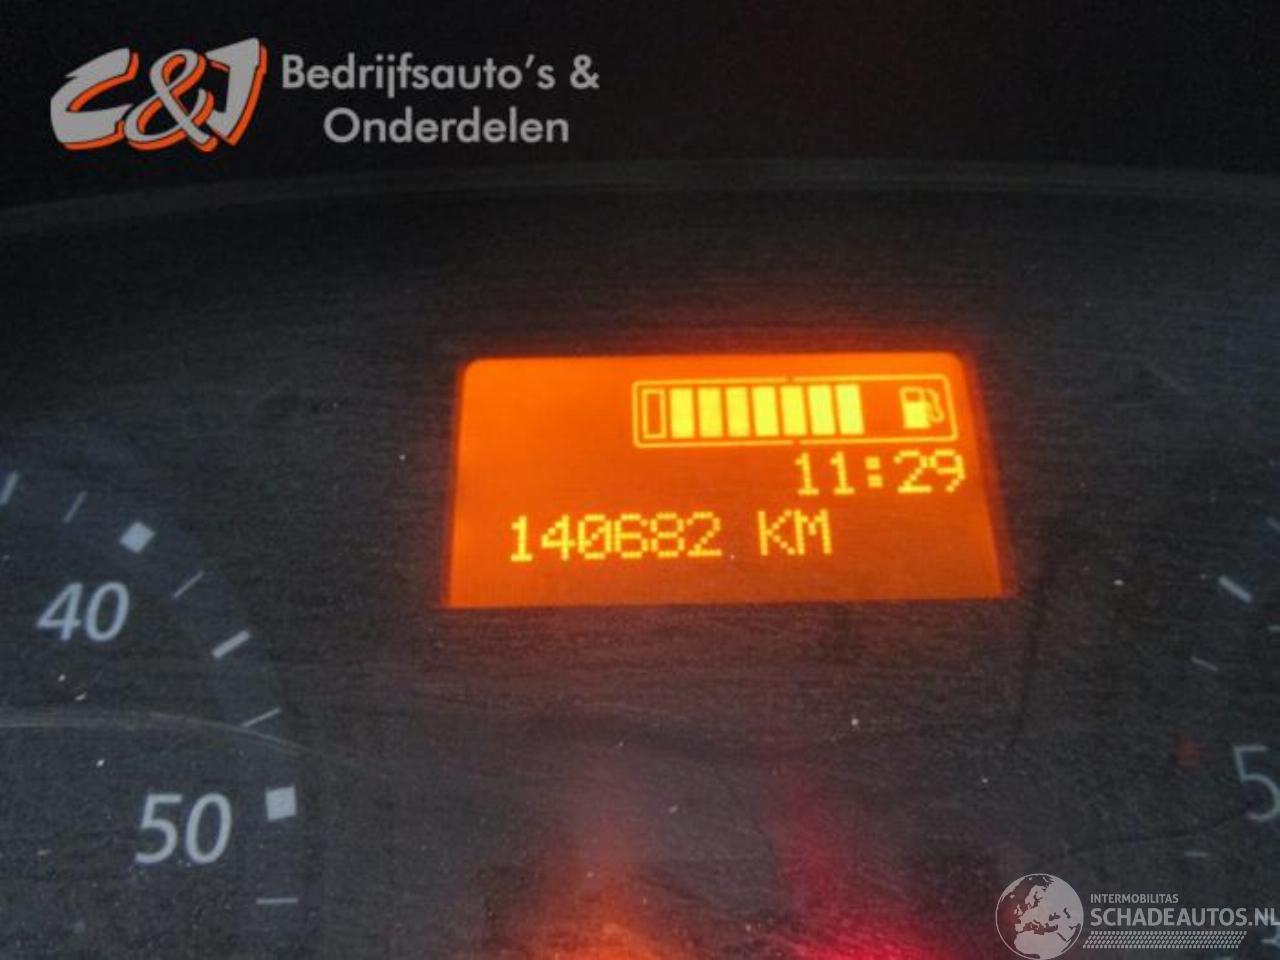 C&J Bedrijfsauto's &
Onderdelen
11:29
140682 KM
40
50
5
INTERMOBILITAS
SCHADEAUTOS.NL